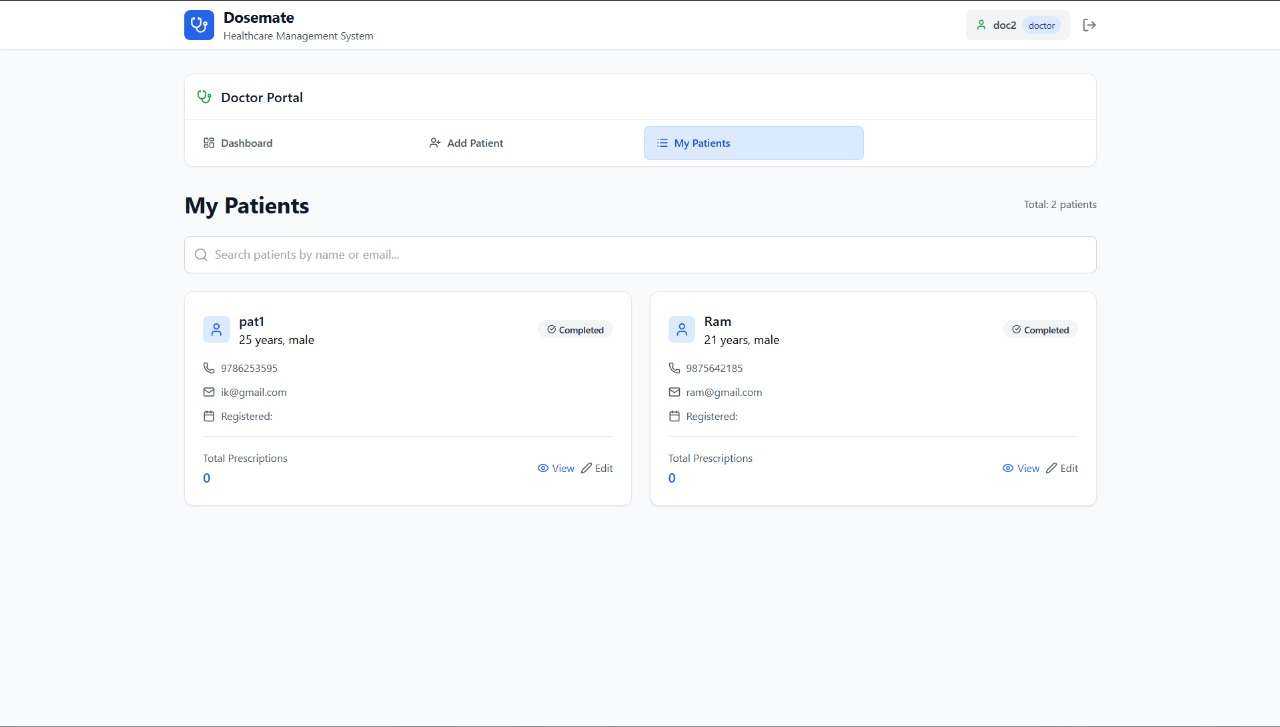 Dosemate
Healthcare Management System
doc2 doctor
Doctor Portal
Dashboard Add Patient My Patients
My Patients
Total: 2 patients
Search patients by name or email...
pat1
25 years, male
Completed
9786253595
ik@gmail.com
Registered:
Total Prescriptions
0
View Edit
Ram
21 years, male
Completed
9875642185
ram@gmail.com
Registered:
Total Prescriptions
0
View Edit